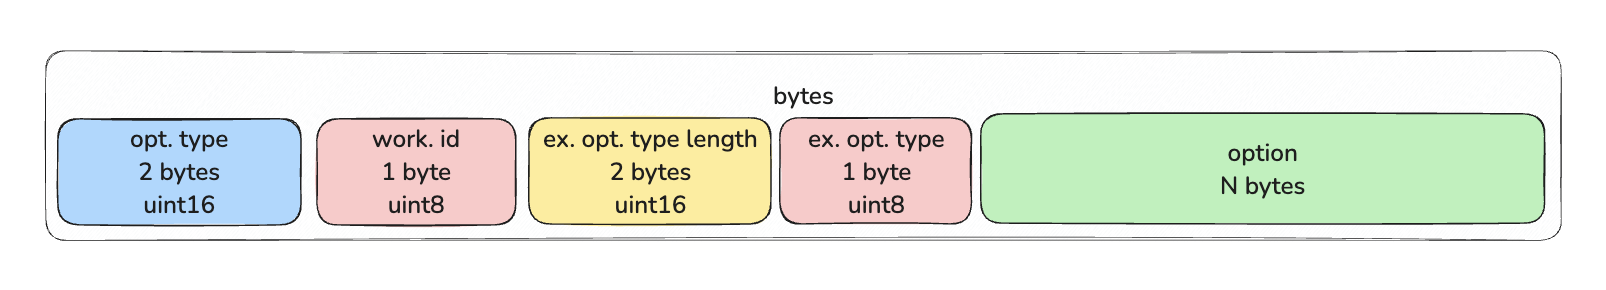 bytes
opt. type
2 bytes
uint16
work. id
1 byte
uint8
ex. opt. type length
2 bytes
uint16
ex. opt. type
1 byte
uint8
option
N bytes